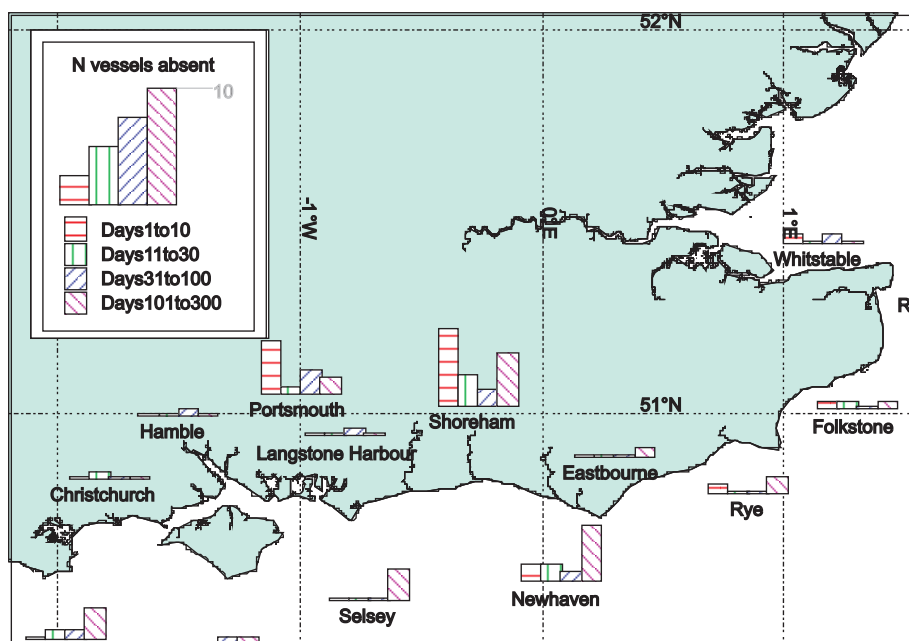 52°N
N vessels absent
10
Days1to10
Days11to30
Days31to100
Days101to300
-1°W
0°E
1°E
Whitstable
R
Portsmouth
51°N
Shoreham
Folkstone
Hamble
Langstone Harbour
Eastbourne
Christchurch
Rye
Newhaven
Selsey